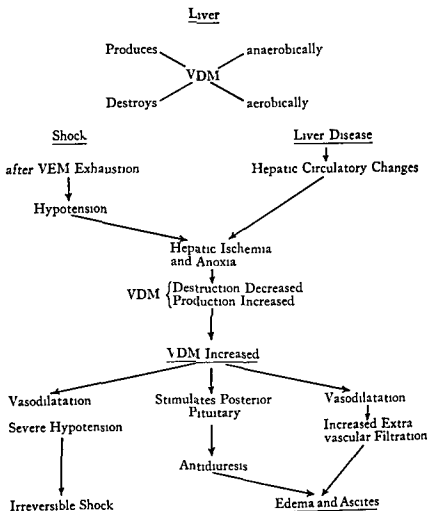 Liver
Produces anaerobically
VDM
Destroys aerobically
Shock Liver Disease
after VEM Exhaustion Hepatic Circulatory Changes
Hypotension
Hepatic Ischemia
and Anoxia
VDM { Destruction Decreased
Production Increased
VDM Increased
Vasodilatation Stimulates Posterior Vasodilatation
Pituitary
Severe Hypotension Increased Extra
vascular Filtration
Antidiuresis
Irreversible Shock Edema and Ascites